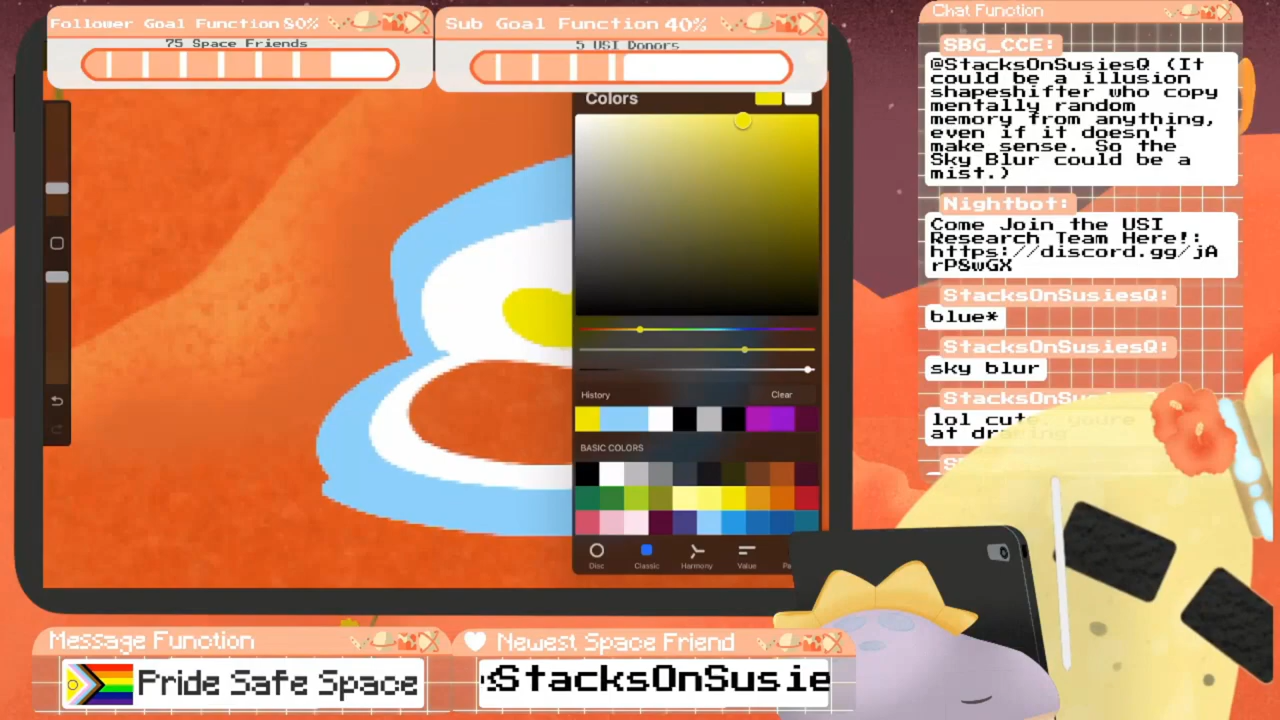 Follower Goal Function 80%
75 Space Friends
Sub Goal Function 40%
5 USI Donors
Chat Function
SBG_CCE:
@StacksOnSusiesQ (It
could be a illusion
shapeshifter who copy
mentally random
memory from anything,
even if it doesn't
make sense. So the
Sky Blur could be a
mist.)
Nightbot:
Come Join the USI
Research Team Here!:
https://discord.gg/jA
rP8wGX
StacksOnSusiesQ:
blue*
StacksOnSusiesQ:
sky blur
lol cute, youre
at drawing
Colors
History
Clear
BASIC COLORS
Disc
Classic
Harmony
Value
Message Function
Pride Safe Space
Newest Space Friend
StacksOnSusie